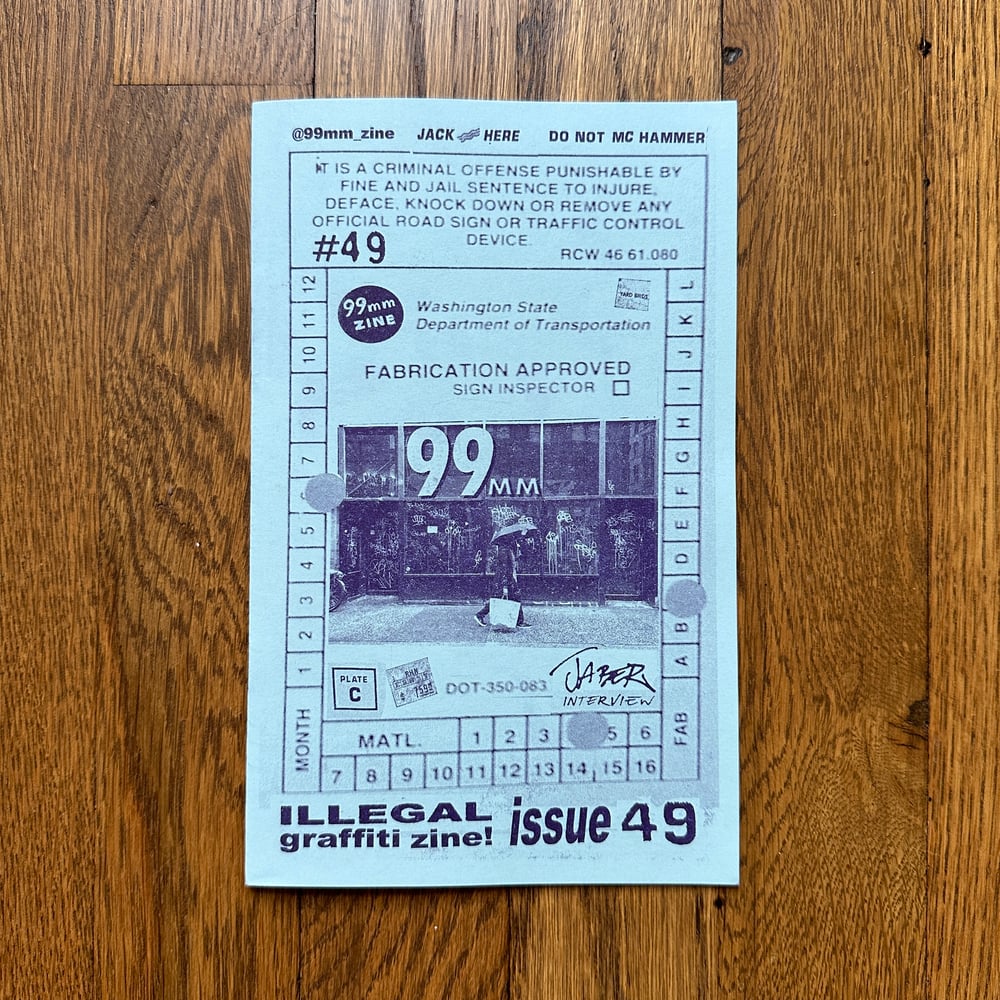 @99mm_zine JACK HERE DO NOT MC HAMMER
IT IS A CRIMINAL OFFENSE PUNISHABLE BY
FINE AND JAIL SENTENCE TO INJURE,
DEFACE, KNOCK DOWN OR REMOVE ANY
OFFICIAL ROAD SIGN OR TRAFFIC CONTROL
DEVICE.
#49
RCW 46 61.080
99mm
ZINE
Washington State
Department of Transportation
YARD BROS
FABRICATION APPROVED
SIGN INSPECTOR
12
11
10
9
8
7
5
4
3
2
1
MONTH
L
K
J
I
H
G
F
E
D
B
A
FAB
99MM
PLATE
C
DOT-350-083
JABER
INTERVIEW
MATL. 1 2 3 5 6
7 8 9 10 11 12 13 14 15 16
ILLEGAL
graffiti zine!
issue 49